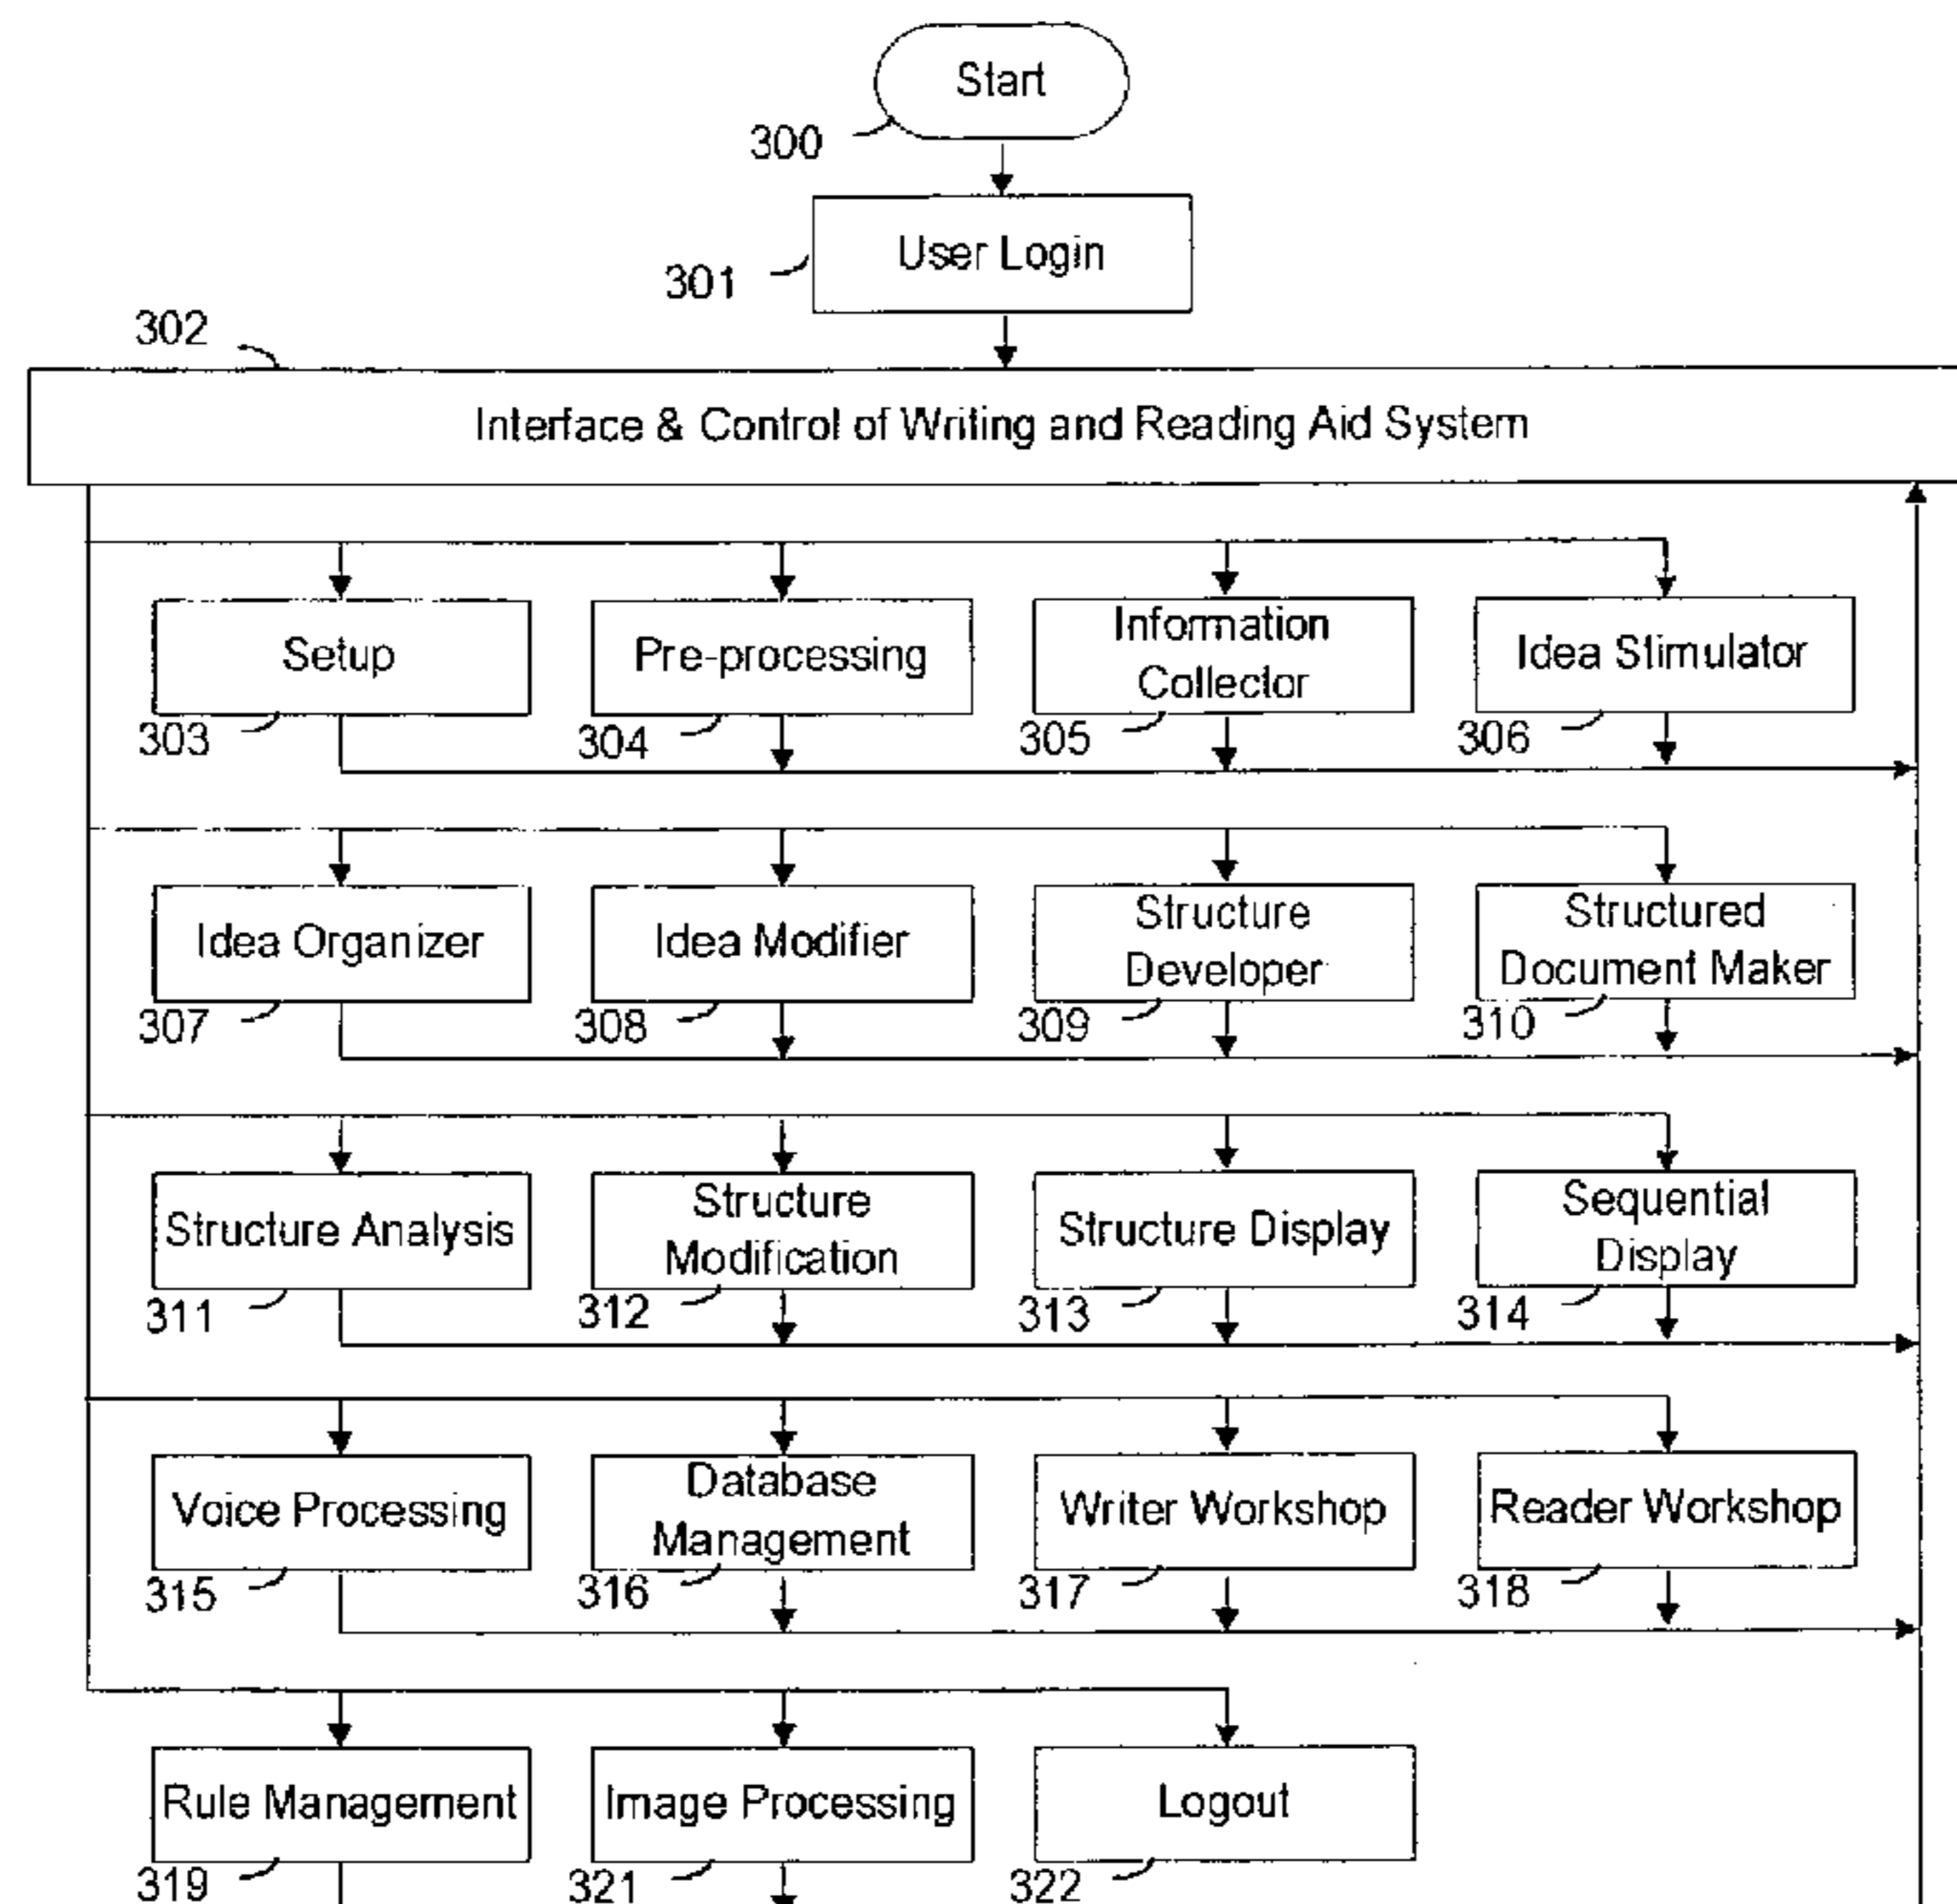 Start
300
User Login
301
302
Interface & Control of Writing and Reading Aid System
Setup
Pre-processing
Information
Collector
Idea Stimulator
303
304
305
306
Idea Organizer
Idea Modifier
Structure
Developer
Structured
Document Maker
307
308
309
310
Structure Analysis
Structure
Modification
Structure Display
Sequential
Display
311
312
313
314
Voice Processing
Database
Management
Writer Workshop
Reader Workshop
315
316
317
318
Rule Management
Image Processing
Logout
319
321
322